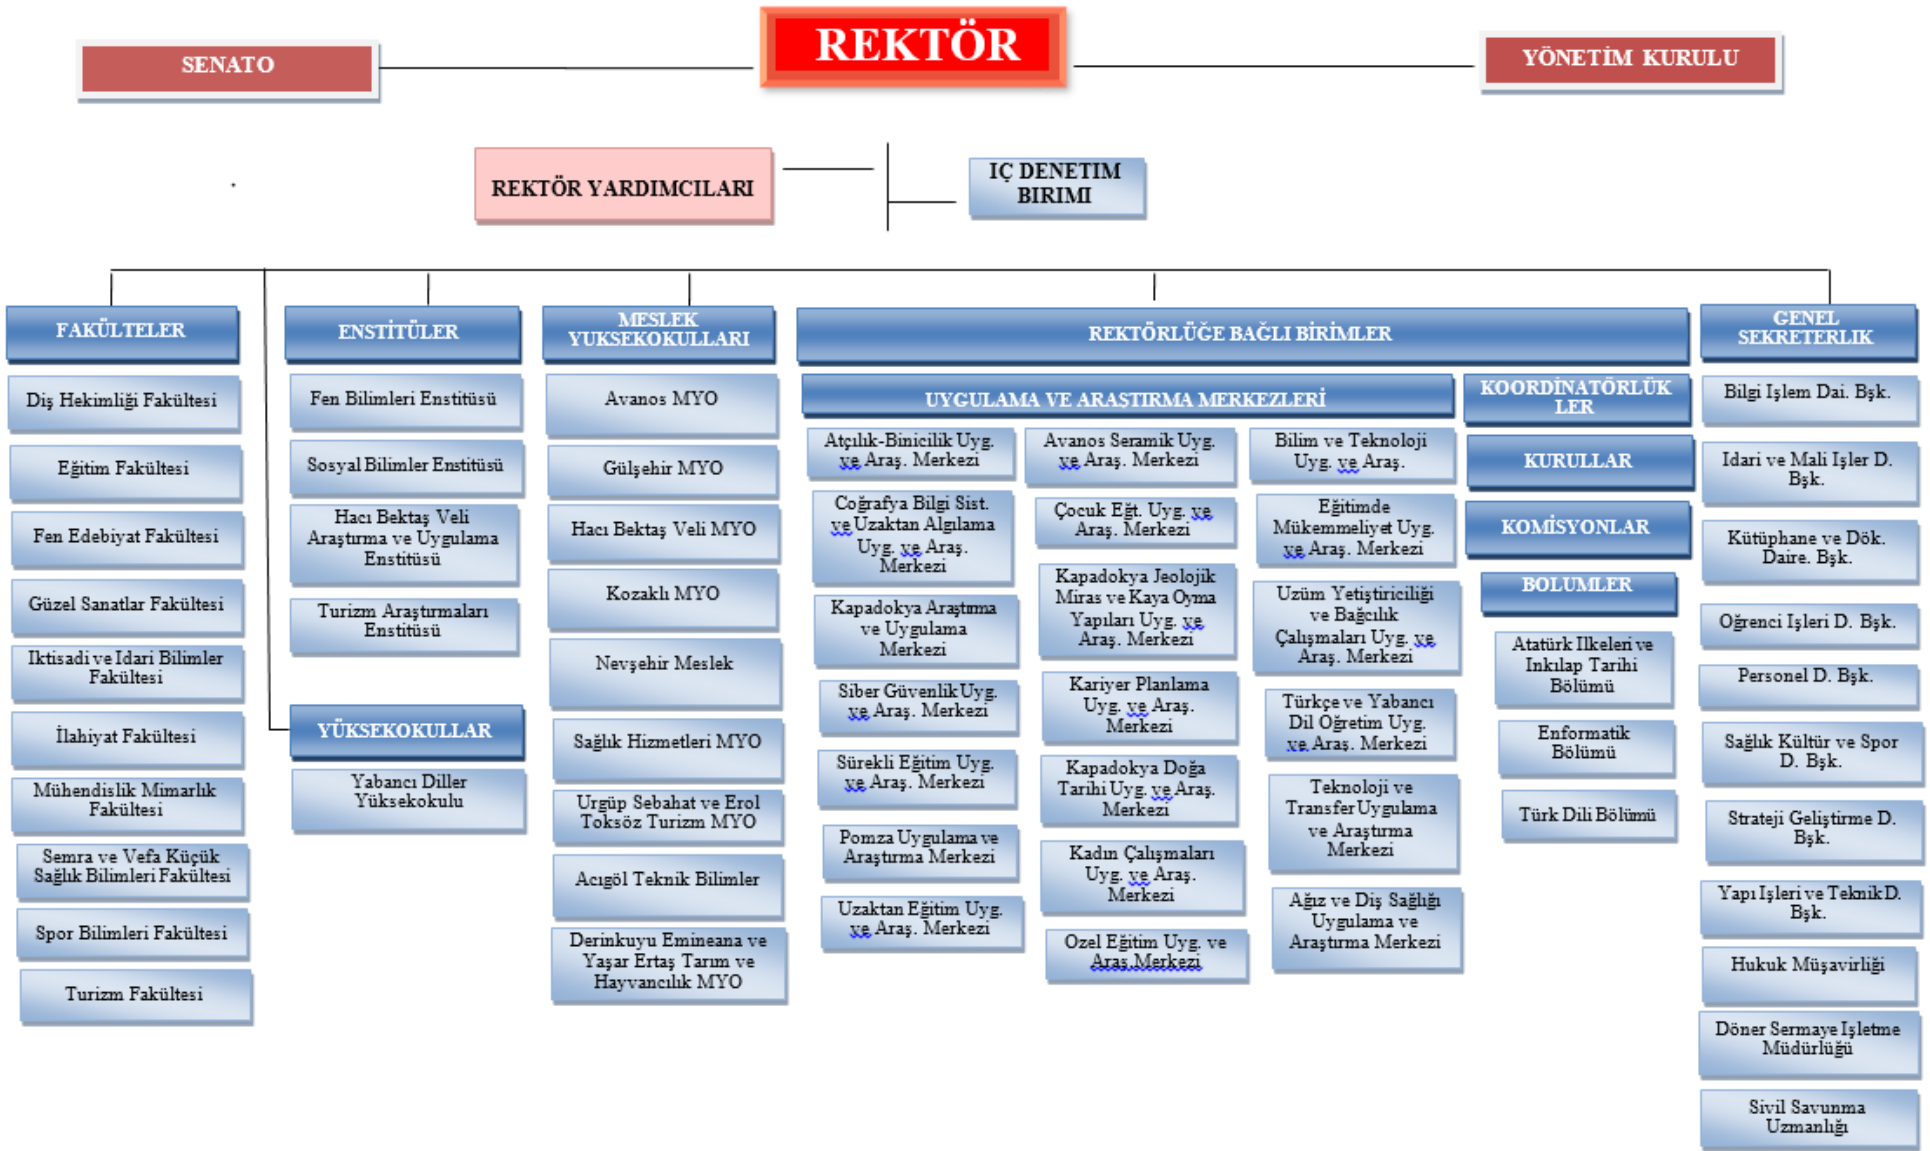 REKTÖR
SENATO
YÖNETİM KURULU
REKTÖR YARDIMCILARI
IÇ DENETIM
BIRIMI
FAKÜLTELER
Diş Hekimliği Fakültesi
Eğitim Fakültesi
Fen Edebiyat Fakültesi
Güzel Sanatlar Fakültesi
Iktisadi ve Idari Bilimler
Fakültesi
İlahiyat Fakültesi
Mühendislik Mimarlık
Fakültesi
Semra ve Vefa Küçük
Sağlık Bilimleri Fakültesi
Spor Bilimleri Fakültesi
Turizm Fakültesi
ENSTİTÜLER
Fen Bilimleri Enstitüsü
Sosyal Bilimler Enstitüsü
Hacı Bektaş Veli
Araştırma ve Uygulama
Enstitüsü
Turizm Araştırmaları
Enstitüsü
YÜKSEKOKULLAR
Yabancı Diller
Yüksekokulu
MESLEK
YUKSEKOKULLARI
Avanos MYO
Gülşehir MYO
Hacı Bektaş Veli MYO
Kozaklı MYO
Nevşehir Meslek
Sağlık Hizmetleri MYO
Urgüp Sebahat ve Erol
Toksöz Turizm MYO
Acıgöl Teknik Bilimler
Derinkuyu Emineana ve
Yaşar Ertaş Tarım ve
Hayvancılık MYO
REKTÖRLÜĞE BAĞLI BİRİMLER
UYGULAMA VE ARAŞTIRMA MERKEZLERİ
Atçılık-Binicilik Uyg.
ve Araş. Merkezi
Coğrafya Bilgi Sist.
ve Uzaktan Algılama
Uyg. ve Araş.
Merkezi
Kapadokya Araştırma
ve Uygulama
Merkezi
Siber Güvenlik Uyg.
ve Araş. Merkezi
Sürekli Eğitim Uyg.
ve Araş. Merkezi
Pomza Uygulama ve
Araştırma Merkezi
Uzaktan Eğitim Uyg.
ve Araş. Merkezi
Avanos Seramik Uyg.
ve Araş. Merkezi
Çocuk Eğt. Uyg. ve
Araş. Merkezi
Kapadokya Jeolojik
Miras ve Kaya Oyma
Yapıları Uyg. ve
Araş. Merkezi
Kariyer Planlama
Uyg. ve Araş.
Merkezi
Kapadokya Doğa
Tarihi Uyg. ve Araş.
Merkezi
Kadın Çalışmaları
Uyg. ve Araş.
Merkezi
Ozel Eğitim Uyg. ve
Araş.Merkezi
Bilim ve Teknoloji
Uyg. ve Araş.
Eğitimde
Mükemmeliyet Uyg.
ve Araş. Merkezi
Uzüm Yetiştiriciliği
ve Bağcılık
Çalışmaları Uyg. ve
Araş. Merkezi
Türkçe ve Yabancı
Dil Oğretim Uyg.
ve Araş. Merkezi
Teknoloji ve
Transfer Uygulama
ve Araştırma
Merkezi
Ağız ve Diş Sağlığı
Uygulama ve
Araştırma Merkezi
KOORDİNATÖRLÜK
LER
KURULLAR
KOMİSYONLAR
BOLUMLER
Atatürk Ilkeleri ve
Inkılap Tarihi
Bölümü
Enformatik
Bölümü
Türk Dili Bölümü
GENEL
SEKRETERLIK
Bilgi Işlem Dai. Bşk.
Idari ve Mali Işler D.
Bşk.
Kütüphane ve Dök.
Daire. Bşk.
Oğrenci Işleri D. Bşk.
Personel D. Bşk.
Sağlık Kültür ve Spor
D. Bşk.
Strateji Geliştirme D.
Bşk.
Yapı Işleri ve Teknik D.
Bşk.
Hukuk Müşavirliği
Döner Sermaye Işletme
Müdürlüğü
Sivil Savunma
Uzmanlığı